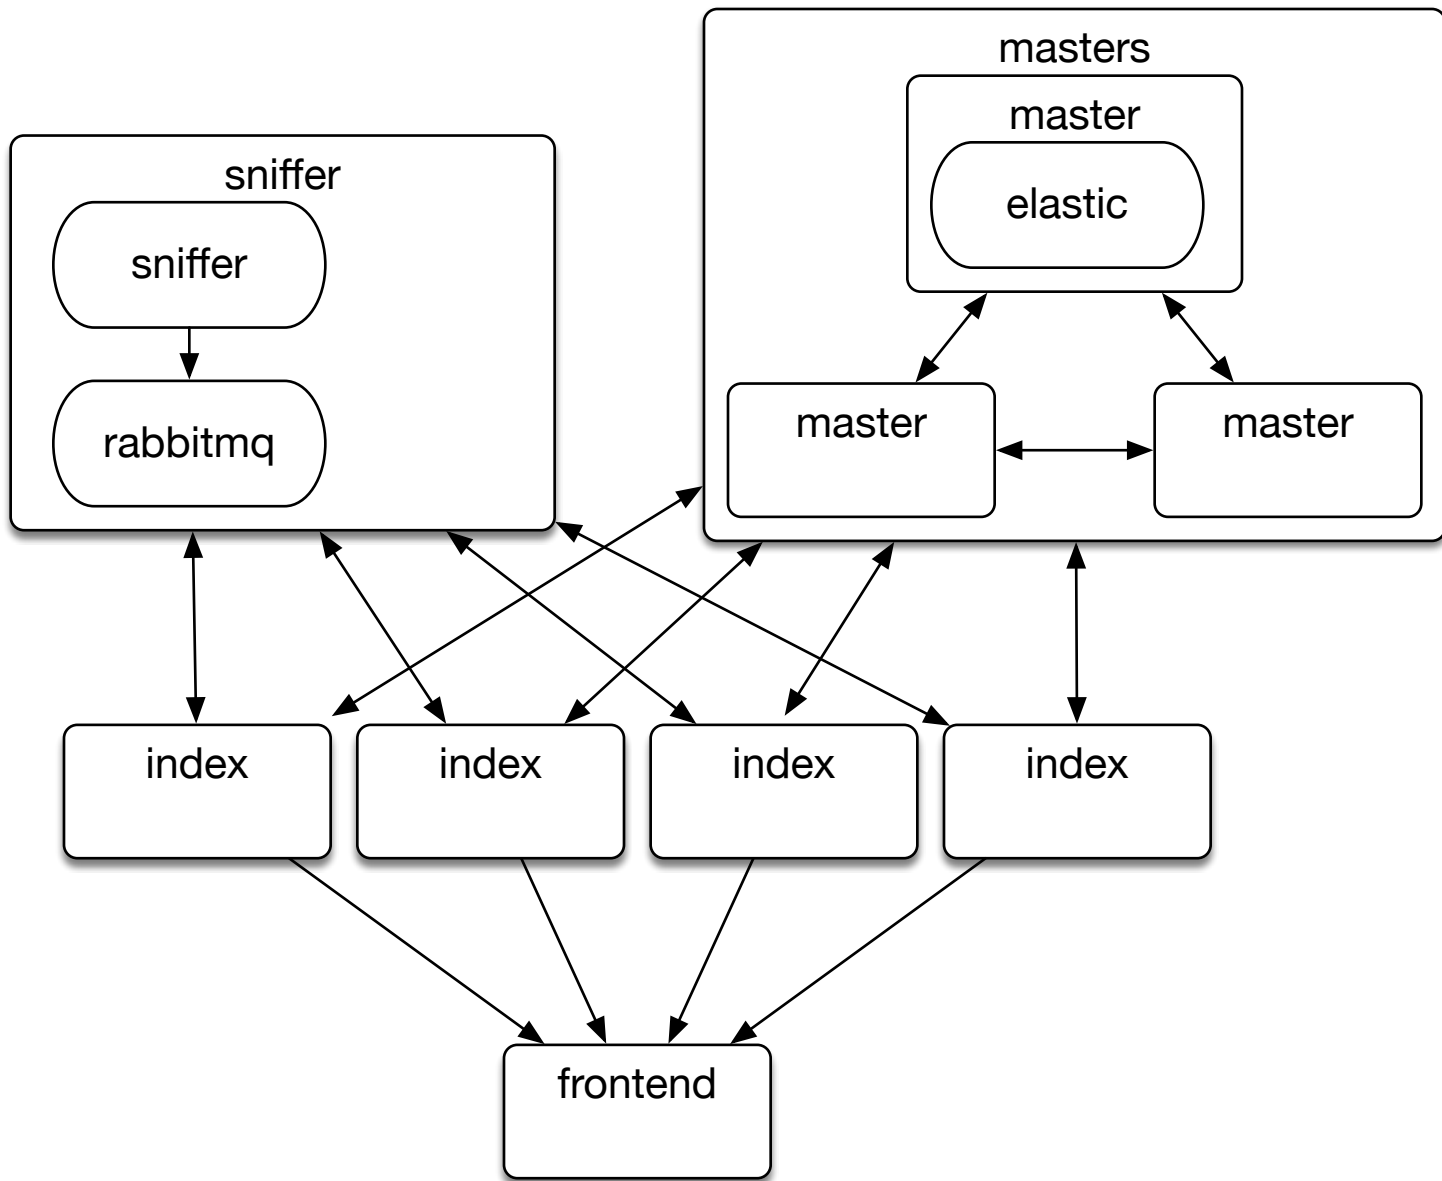 masters
master
elastic
sniffer
sniffer
rabbitmq
master
master
index
index
index
index
frontend